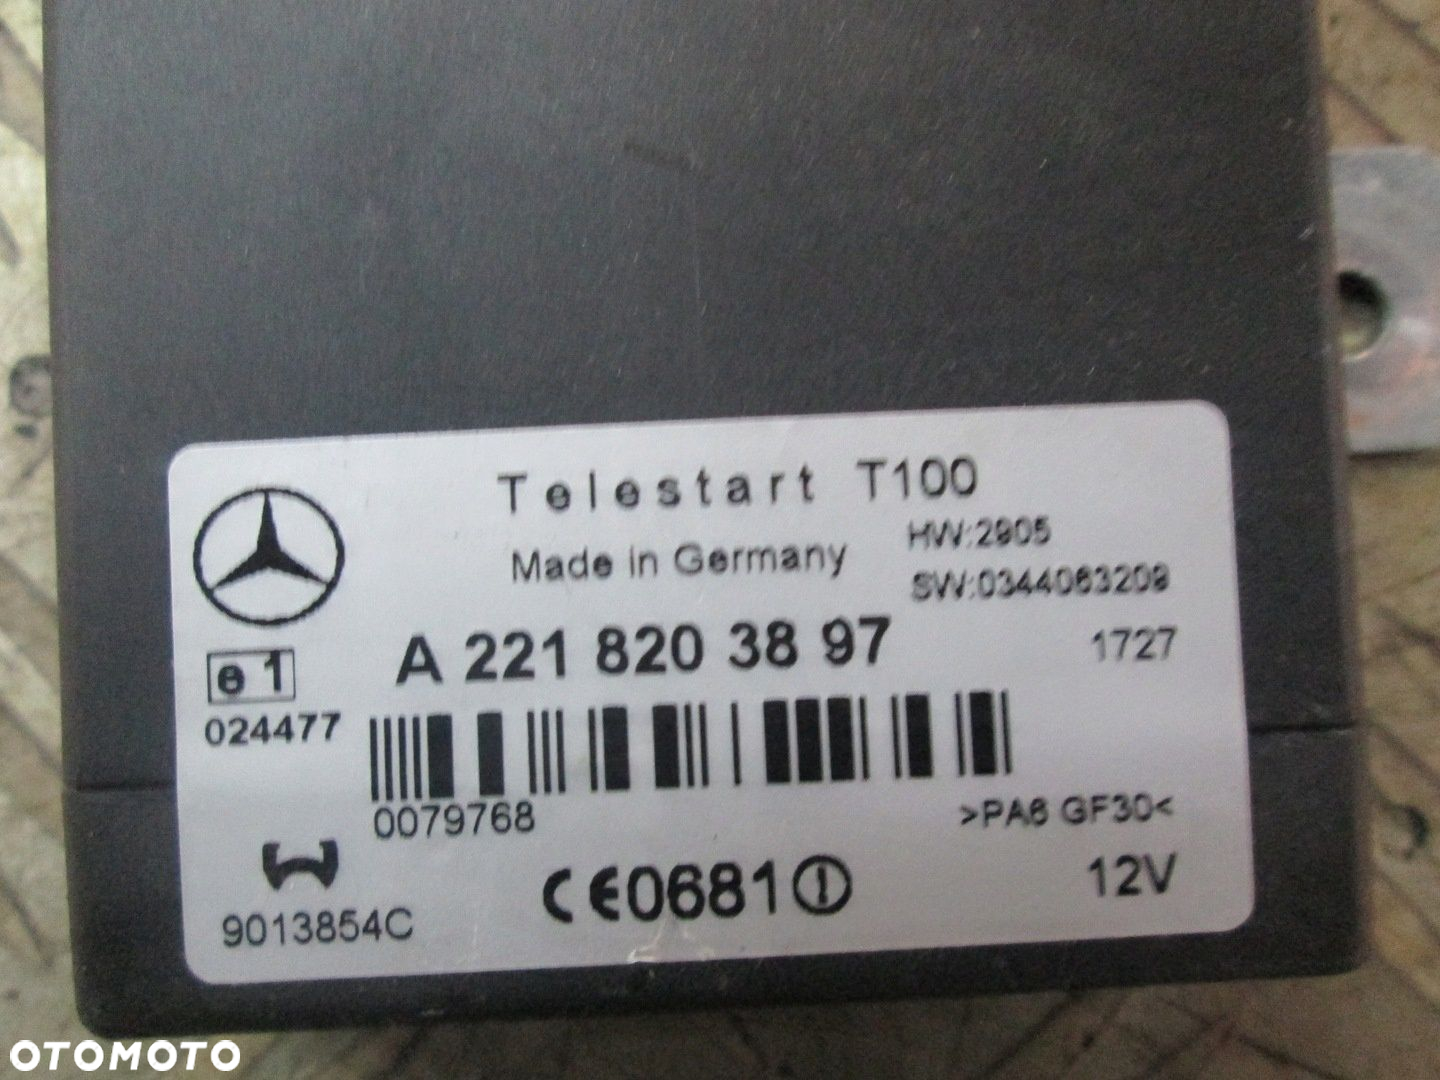 Telestart T100
Made in Germany
HW:2905
SW:0344063209
A 221 820 38 97
1727
e1
024477
0079768
>PA6 GF30<
9013854C
CE0681
12V
OTOMOTO